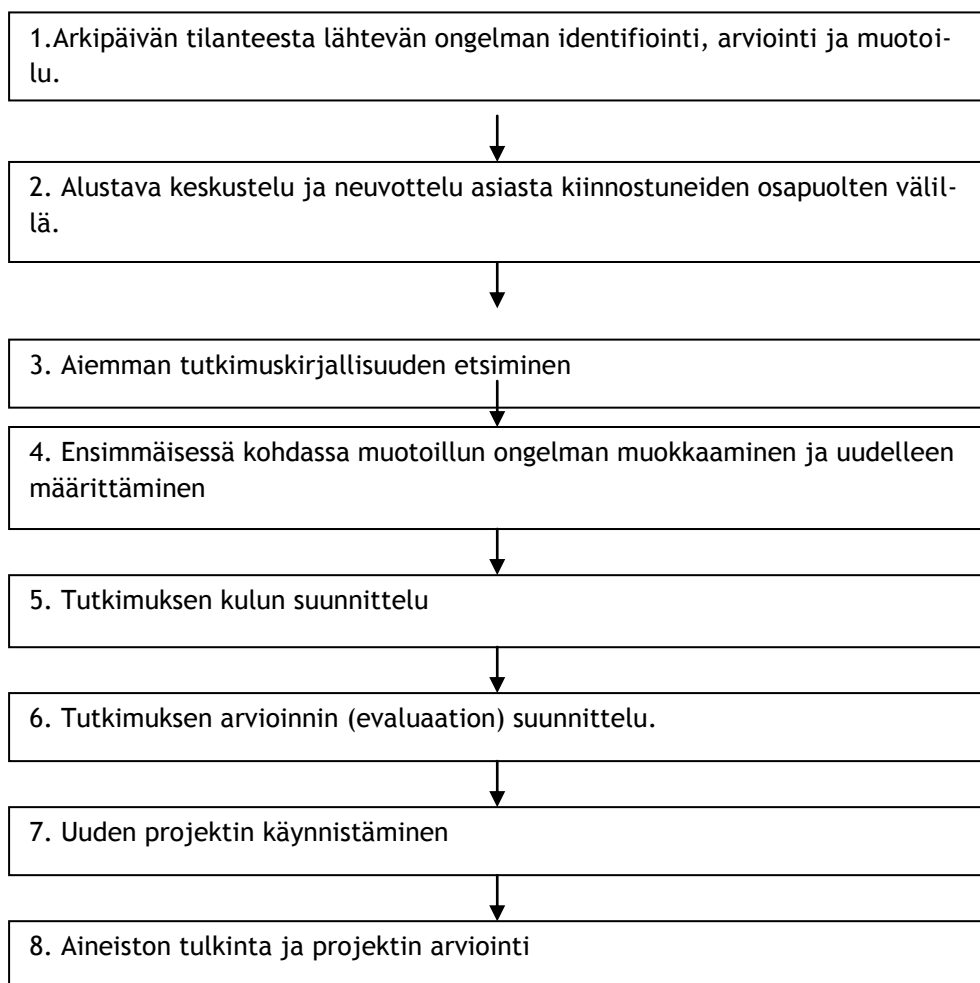 1.Arkipäivän tilanteesta lähtevän ongelman identifiointi, arviointi ja muotoi-
lu.
2. Alustava keskustelu ja neuvottelu asiasta kiinnostuneiden osapuolten välil-
lä.
3. Aiemman tutkimuskirjallisuuden etsiminen
4. Ensimmäisessä kohdassa muotoillun ongelman muokkaaminen ja uudelleen
määrittäminen
5. Tutkimuksen kulun suunnittelu
6. Tutkimuksen arvioinnin (evaluaation) suunnittelu.
7. Uuden projektin käynnistäminen
8. Aineiston tulkinta ja projektin arviointi